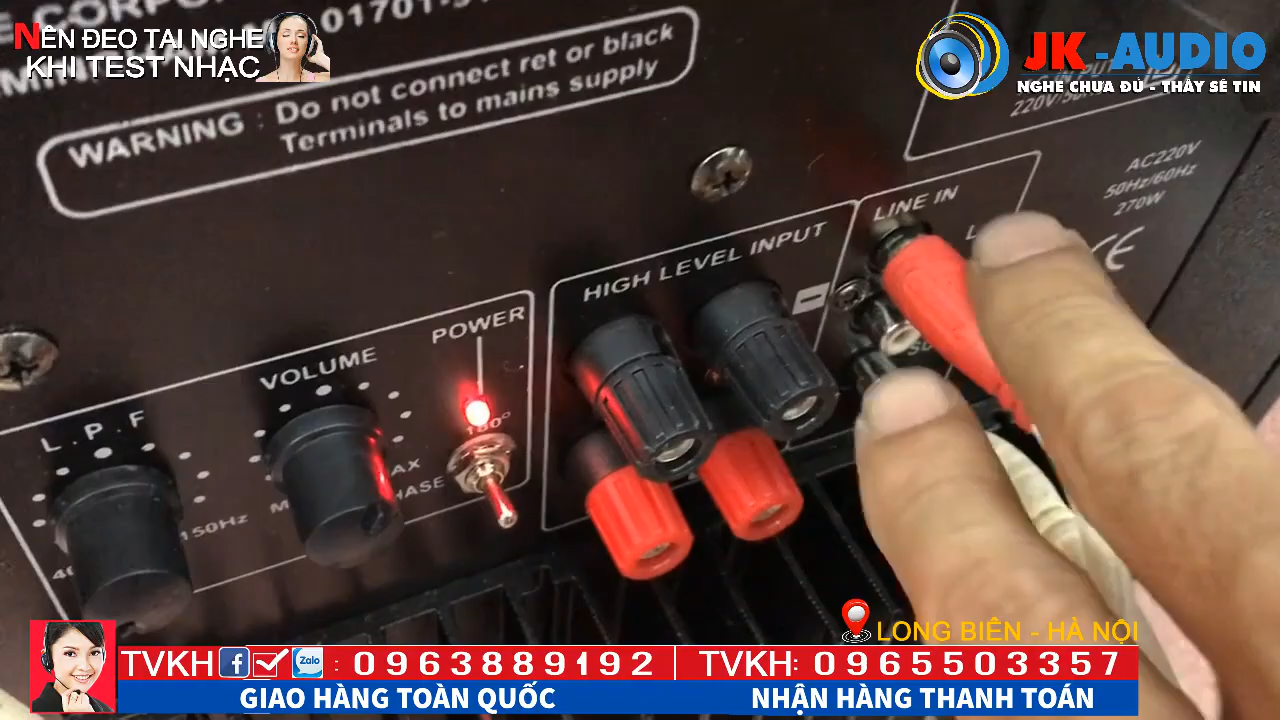 NÊN ĐEO TAI NGHE
KHI TEST NHẠC
JK-AUDIO
NGHE CHƯA ĐỦ - THẤY SẼ TIN
WARNING : Do not connect ret or black
Terminals to mains supply
AC220V
50Hz/60Hz
270W
LINE IN
HIGH LEVEL INPUT
POWER
VOLUME
L.P.F
180°
150Hz
LONG BIÊN - HÀ NỘI
TVKH f Zalo : 0963889192 | TVKH: 0965503357
GIAO HÀNG TOÀN QUỐC
NHẬN HÀNG THANH TOÁN